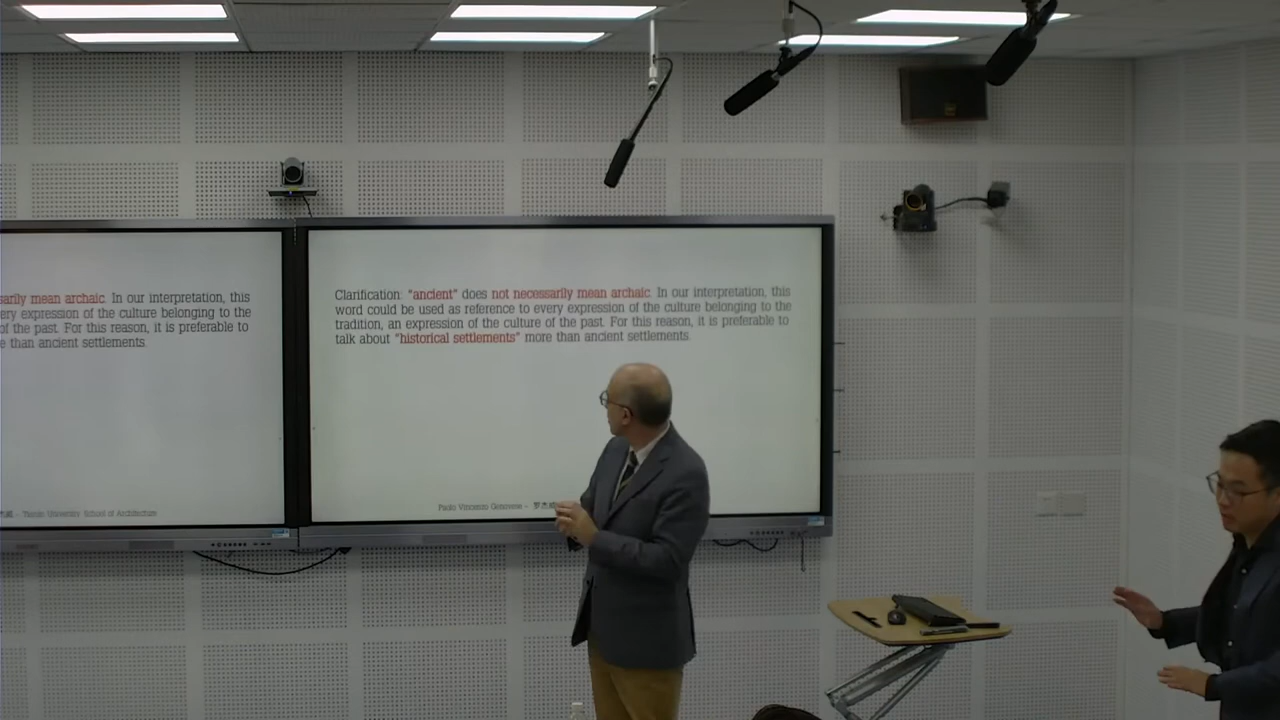 sarily mean archaic. In our interpretation, this
ery expression of the culture belonging to the
of the past. For this reason, it is preferable to
e than ancient settlements.
- Tianjin University School of Architecture
Clarification: "ancient" does not necessarily mean archaic. In our interpretation, this
word could be used as reference to every expression of the culture belonging to the
tradition, an expression of the culture of the past. For this reason, it is preferable to
talk about "historical settlements" more than ancient settlements.
Paolo Vincenzo Genovese - 罗杰威